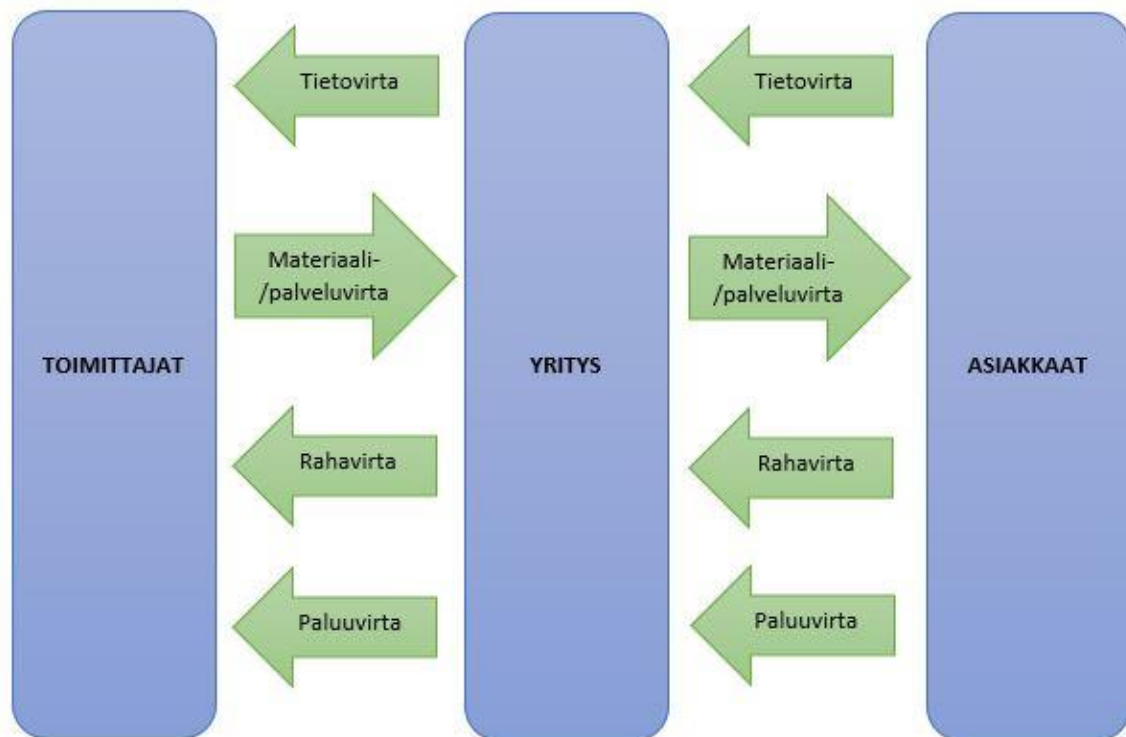 Tietovirta
Tietovirta
Materiaali-
/palveluvirta
Materiaali-
/palveluvirta
TOIMITTAJAT
YRITYS
ASIAKKAAT
Rahavirta
Rahavirta
Paluuvirta
Paluuvirta